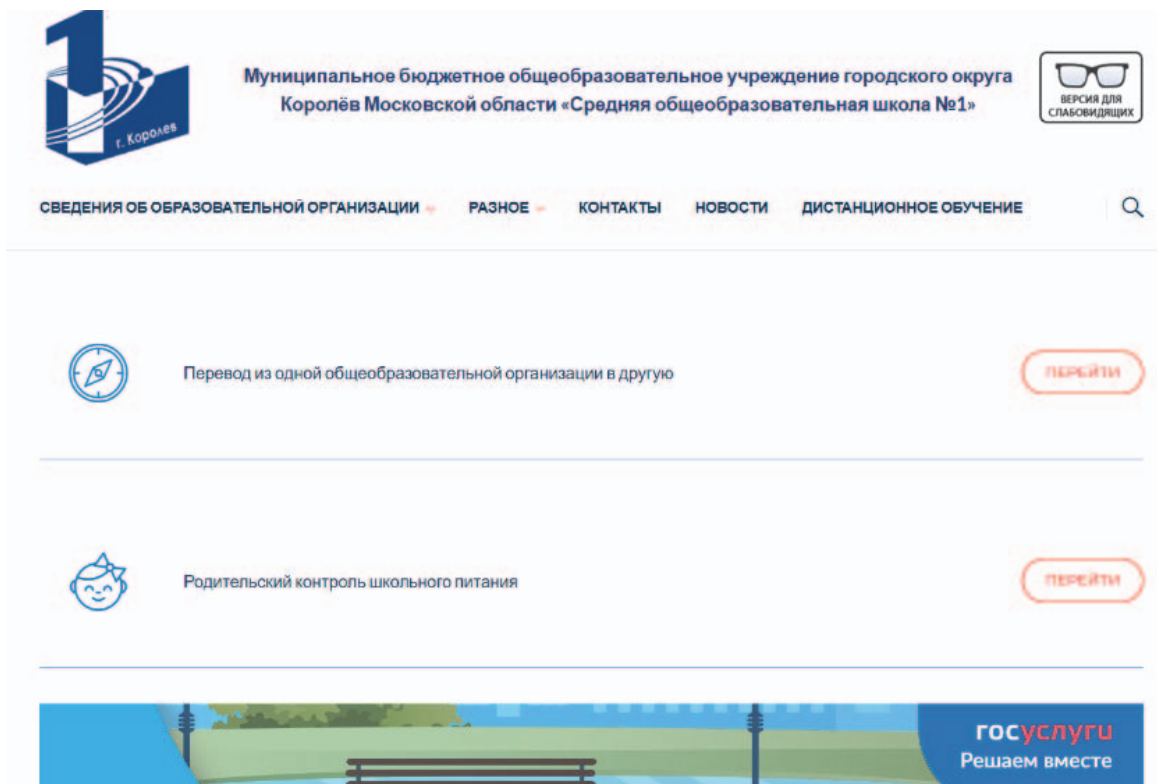 1
г. Королев
Муниципальное бюджетное общеобразовательное учреждение городского округа
Королёв Московской области «Средняя общеобразовательная школа №1»
ВЕРСИЯ ДЛЯ
СЛАБОВИДЯЩИХ
СВЕДЕНИЯ ОБ ОБРАЗОВАТЕЛЬНОЙ ОРГАНИЗАЦИИ РАЗНОЕ КОНТАКТЫ НОВОСТИ ДИСТАНЦИОННОЕ ОБУЧЕНИЕ
Перевод из одной общеобразовательной организации в другую
ПЕРЕЙТИ
Родительский контроль школьного питания
ПЕРЕЙТИ
госуслуги
Решаем вместе